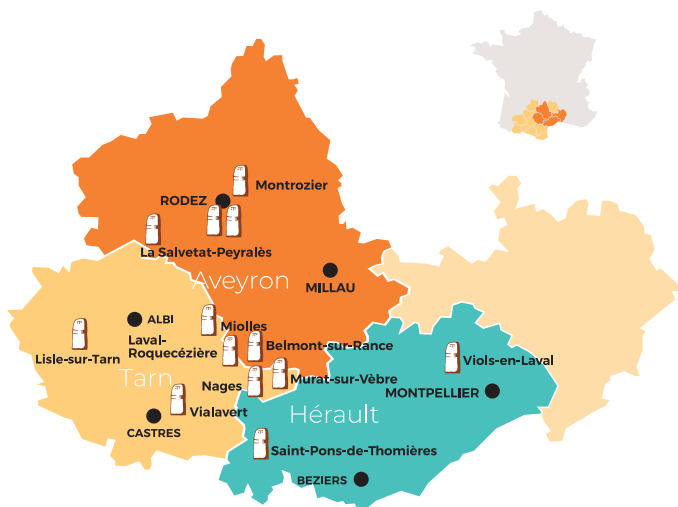 Montrozier
RODEZ
La Salvetat-Peyralès
Aveyron
MILLAU
ALBI
Miolles
Laval-
Roquecézière
Belmont-sur-Rance
Lisle-sur-Tarn
Viols-en-Laval
Tarn
Nages
Murat-sur-Vèbre
MONTPELLIER
Vialavert
Hérault
CASTRES
Saint-Pons-de-Thomières
BEZIERS